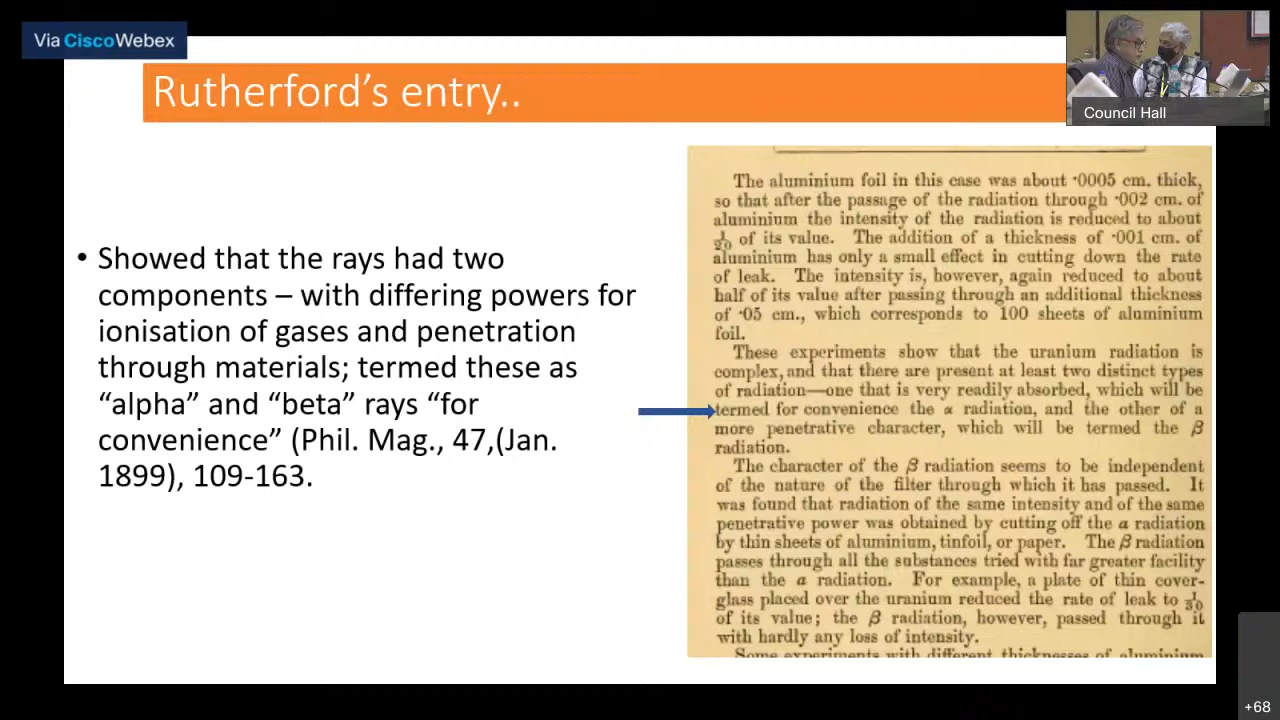 Via CiscoWebex
Rutherford's entry..
Council Hall
• Showed that the rays had two
components – with differing powers for
ionisation of gases and penetration
through materials; termed these as
“alpha” and “beta” rays “for
convenience” (Phil. Mag., 47,(Jan.
1899), 109-163.
The aluminium foil in this case was about ·0005 cm. thick,
so that after the passage of the radiation through ·002 cm. of
aluminium the intensity of the radiation is reduced to about
1/20 of its value. The addition of a thickness of ·001 cm. of
aluminium has only a small effect in cutting down the rate
of leak. The intensity is, however, again reduced to about
half of its value after passing through an additional thickness
of ·05 cm., which corresponds to 100 sheets of aluminium
foil.
These experiments show that the uranium radiation is
complex, and that there are present at least two distinct types
of radiation—one that is very readily absorbed, which will be
termed for convenience the α radiation, and the other of a
more penetrative character, which will be termed the β
radiation.
The character of the β radiation seems to be independent
of the nature of the filter through which it has passed. It
was found that radiation of the same intensity and of the same
penetrative power was obtained by cutting off the α radiation
by thin sheets of aluminium, tinfoil, or paper. The β radiation
passes through all the substances tried with far greater facility
than the α radiation. For example, a plate of thin cover-
glass placed over the uranium reduced the rate of leak to 1/30
of its value; the β radiation, however, passed through it
with hardly any loss of intensity.
Some experiments with different thicknesses of aluminium
+68